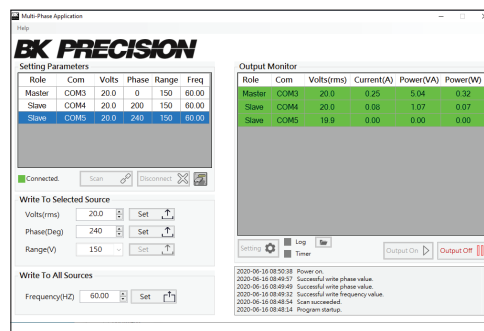 Multi-Phase Application
Help
BK PRECISION
Setting Parameters
Role Com Volts Phase Range Freq
Master COM3 20.0 0 150 60.00
Slave COM4 20.0 200 150 60.00
Slave COM5 20.0 240 150 60.00
Connected. Scan Disconnect
Write To Selected Source
Volts(rms) 20.0 Set
Phase(Deg) 240 Set
Range(V) 150 Set
Write To All Sources
Frequency(HZ) 60.00 Set
Output Monitor
Role Com Volts(rms) Current(A) Power(VA) Power(W)
Master COM3 20.0 0.25 5.04 0.32
Slave COM4 20.0 0.08 1.07 0.07
Slave COM5 19.9 0.00 0.00 0.00
Setting Log Timer Output On Output Off
2020-06-16 08:50:38 Power on.
2020-06-16 08:49:57 Successful write phase value.
2020-06-16 08:49:49 Successful write phase value.
2020-06-16 08:49:32 Successful write frequency value.
2020-06-16 08:48:54 Scan succeeded.
2020-06-16 08:48:14 Program startup.